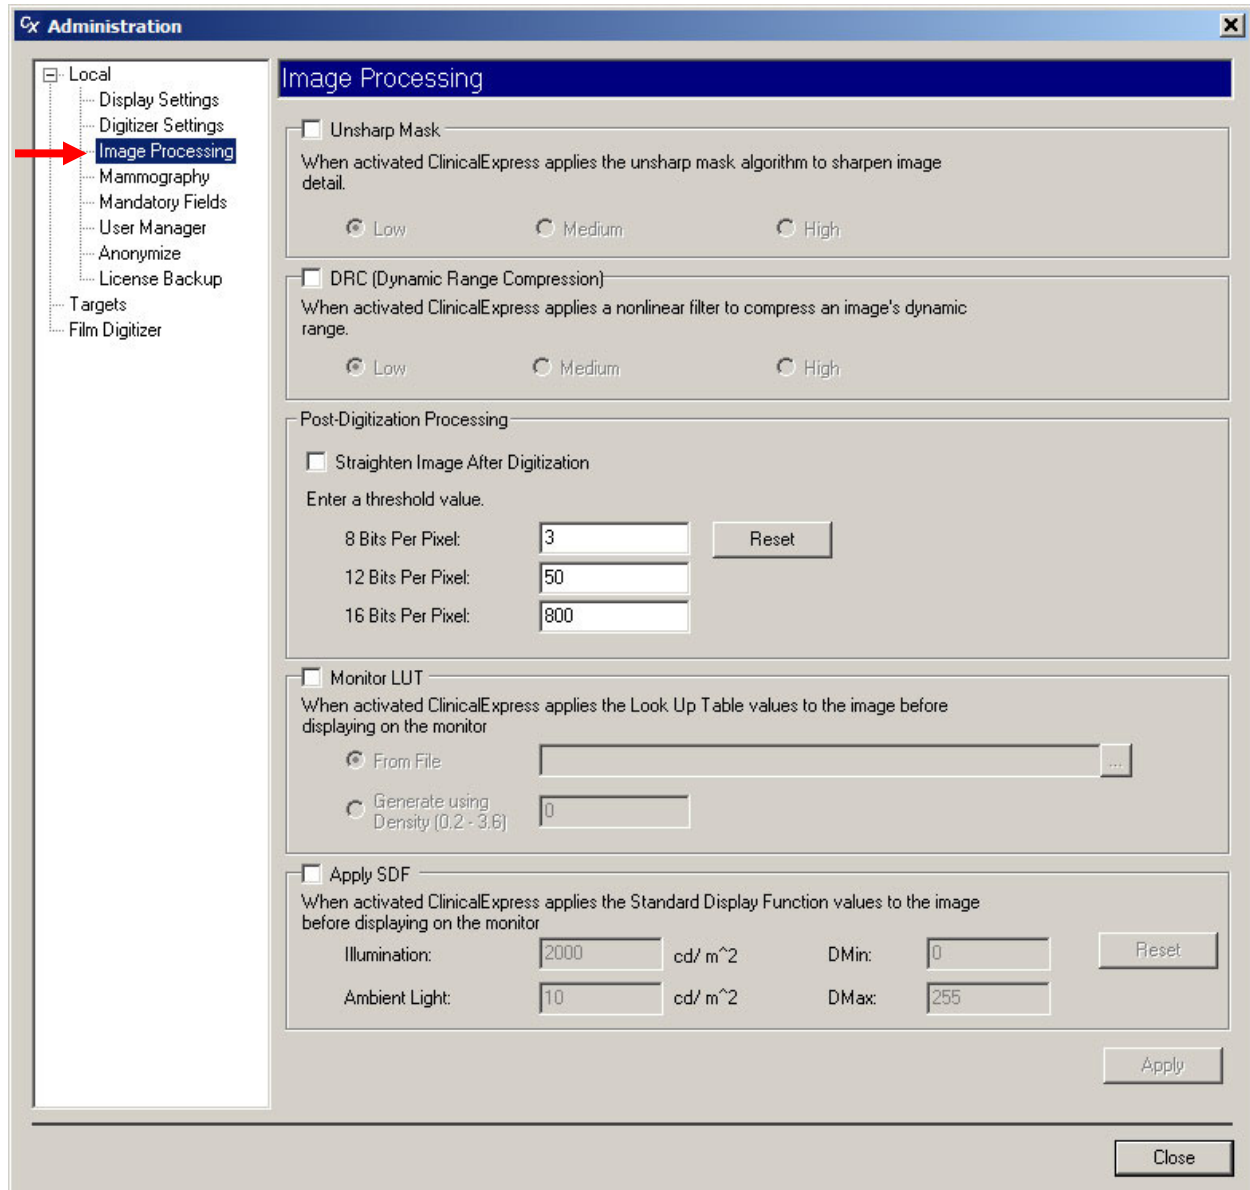 Cx Administration
Local
Display Settings
Digitizer Settings
Image Processing
Mammography
Mandatory Fields
User Manager
Anonymize
License Backup
Targets
Film Digitizer
Image Processing
Unsharp Mask
When activated ClinicalExpress applies the unsharp mask algorithm to sharpen image
detail.
Low Medium High
DRC (Dynamic Range Compression)
When activated ClinicalExpress applies a nonlinear filter to compress an image's dynamic
range.
Low Medium High
Post-Digitization Processing
Straighten Image After Digitization
Enter a threshold value.
8 Bits Per Pixel: 3 Reset
12 Bits Per Pixel: 50
16 Bits Per Pixel: 800
Monitor LUT
When activated ClinicalExpress applies the Look Up Table values to the image before
displaying on the monitor
From File ...
Generate using
Density (0.2 - 3.6) 0
Apply SDF
When activated ClinicalExpress applies the Standard Display Function values to the image
before displaying on the monitor
Illumination: 2000 cd/ m^2 DMin: 0 Reset
Ambient Light: 10 cd/ m^2 DMax: 255
Apply
Close